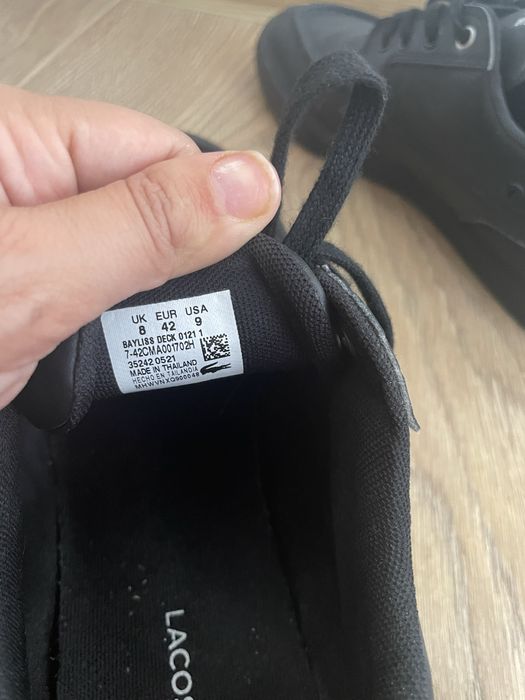 UK EUR USA
8 42 9
BAYLISS DECK 0121 1
7-42CMA001702H
35242 0521
MADE IN THAILAND
HECHO EN TAILANDIA
MHWVNXG900048
LACOS